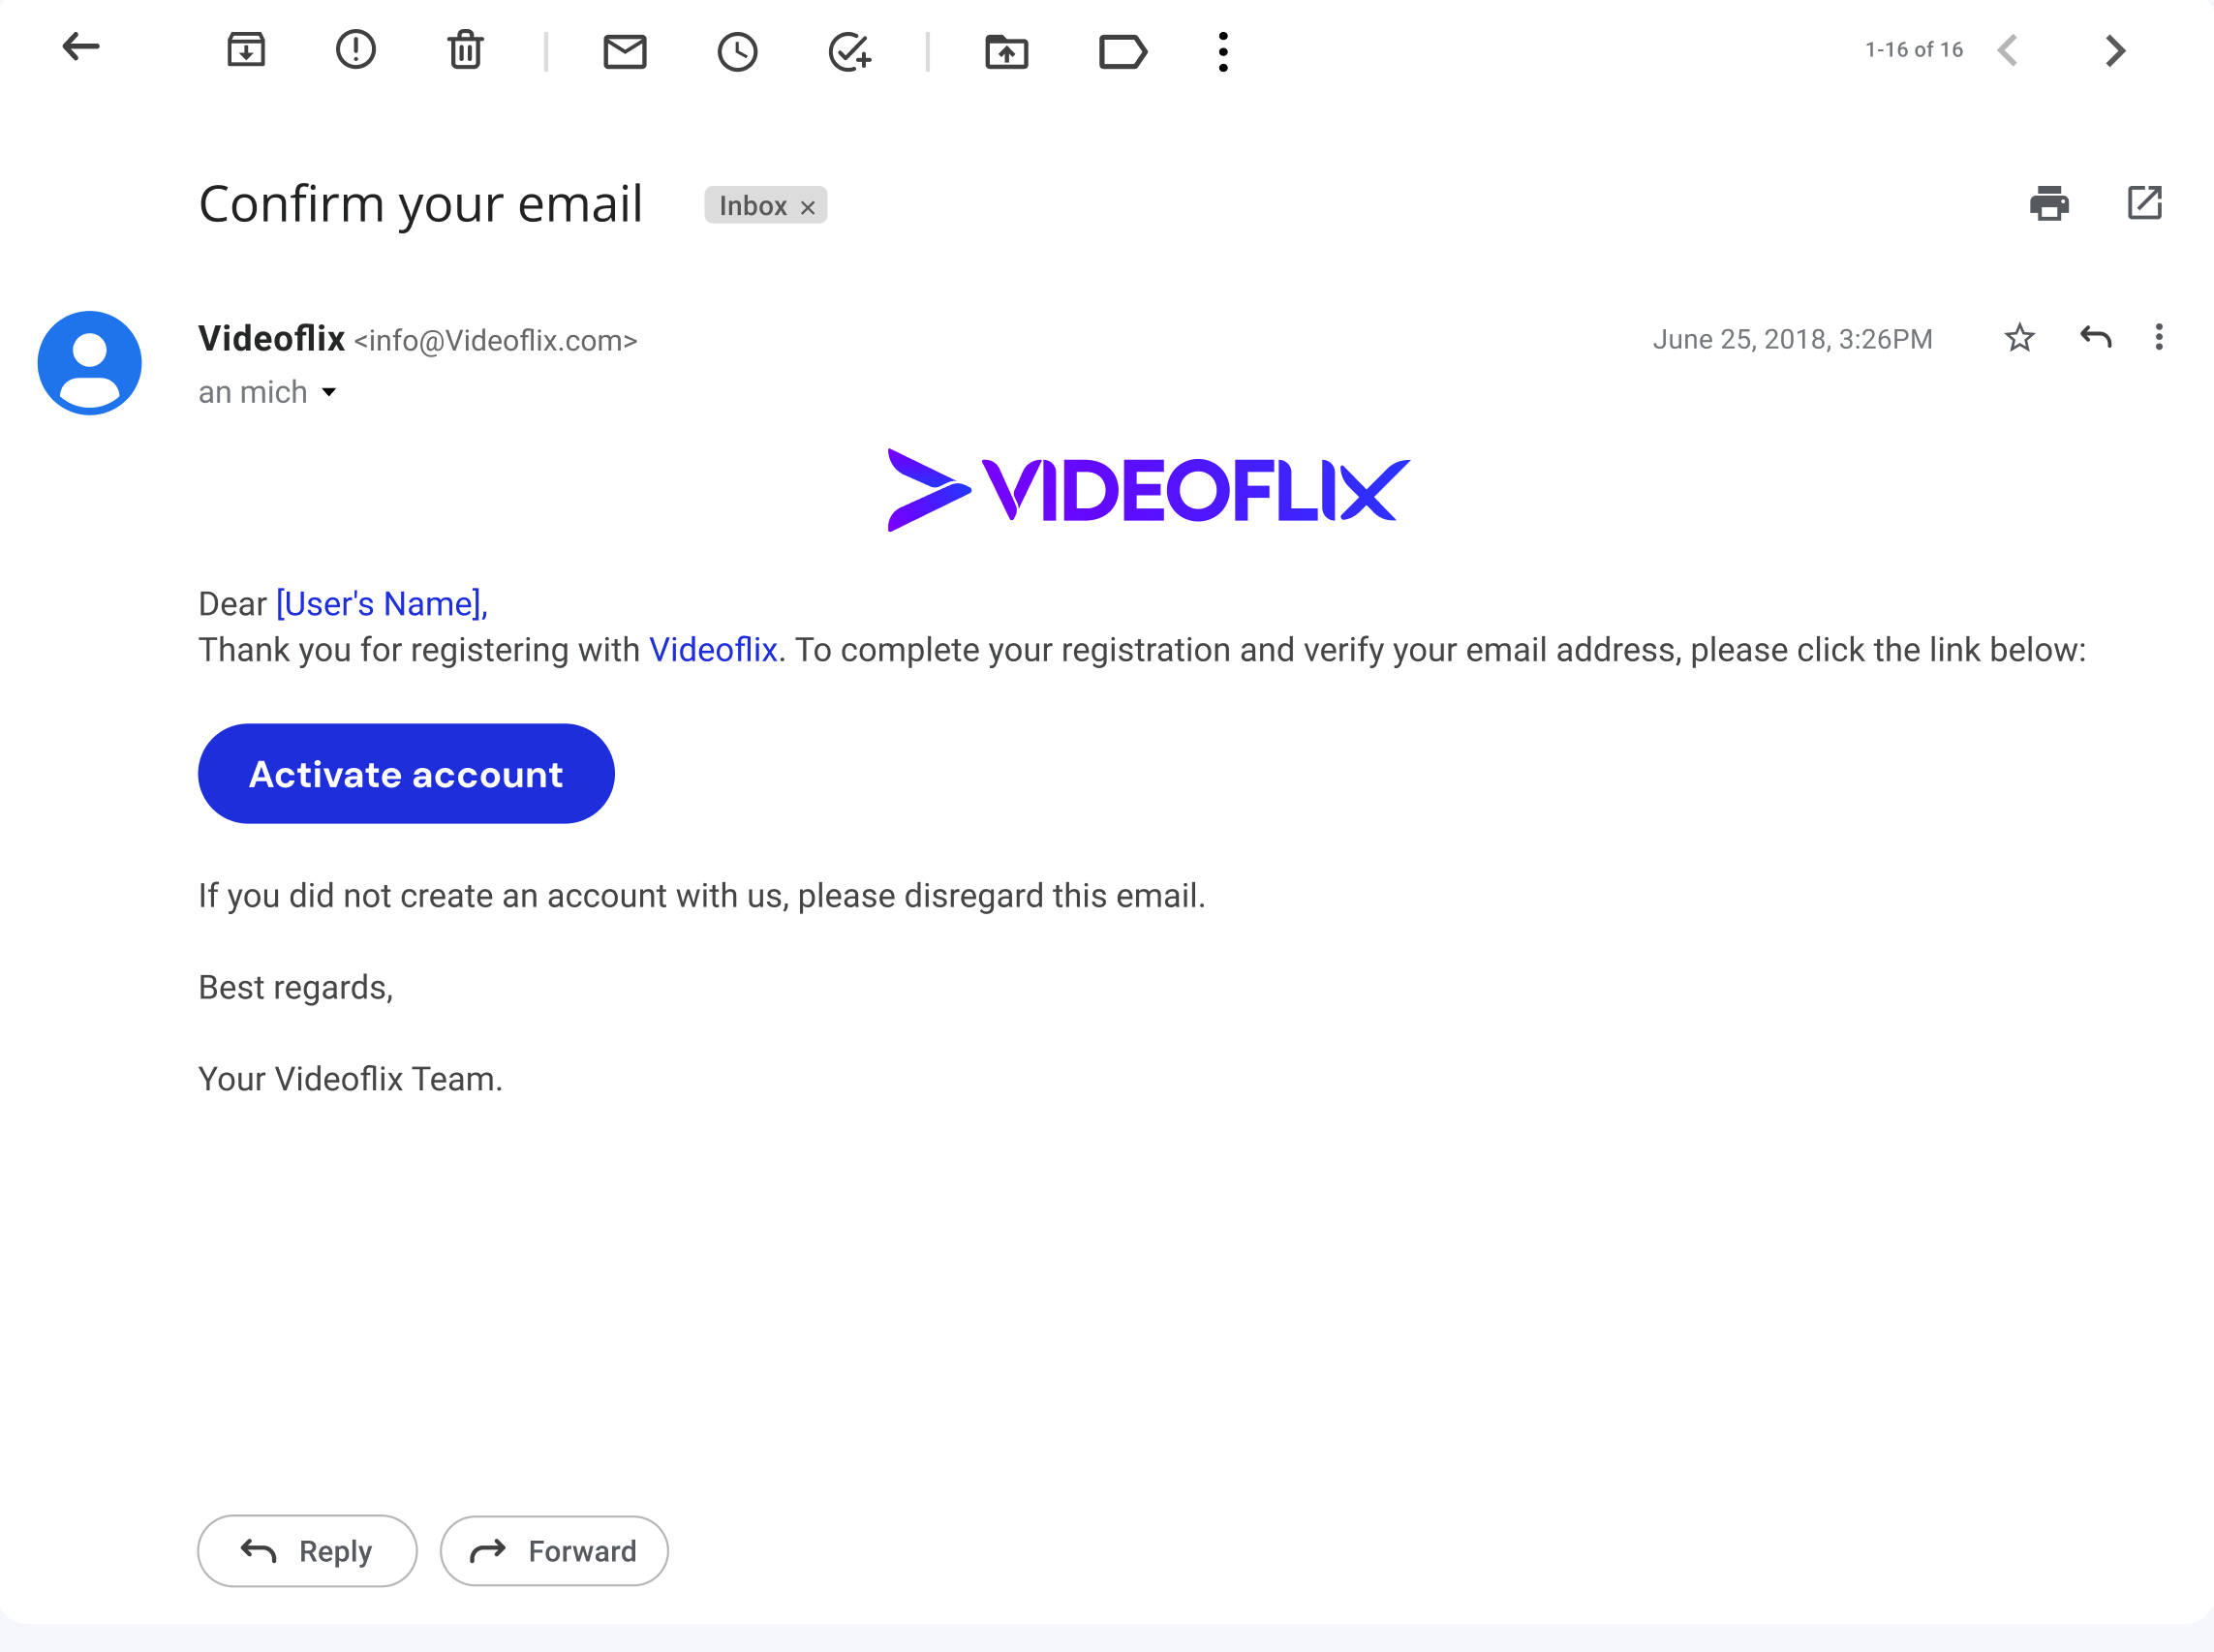 1-16 of 16
Confirm your email Inbox ×
Videoflix <info@Videoflix.com> June 25, 2018, 3:26PM
an mich
VIDEOFLIX
Dear [User's Name],
Thank you for registering with Videoflix. To complete your registration and verify your email address, please click the link below:
Activate account
If you did not create an account with us, please disregard this email.
Best regards,
Your Videoflix Team.
Reply Forward